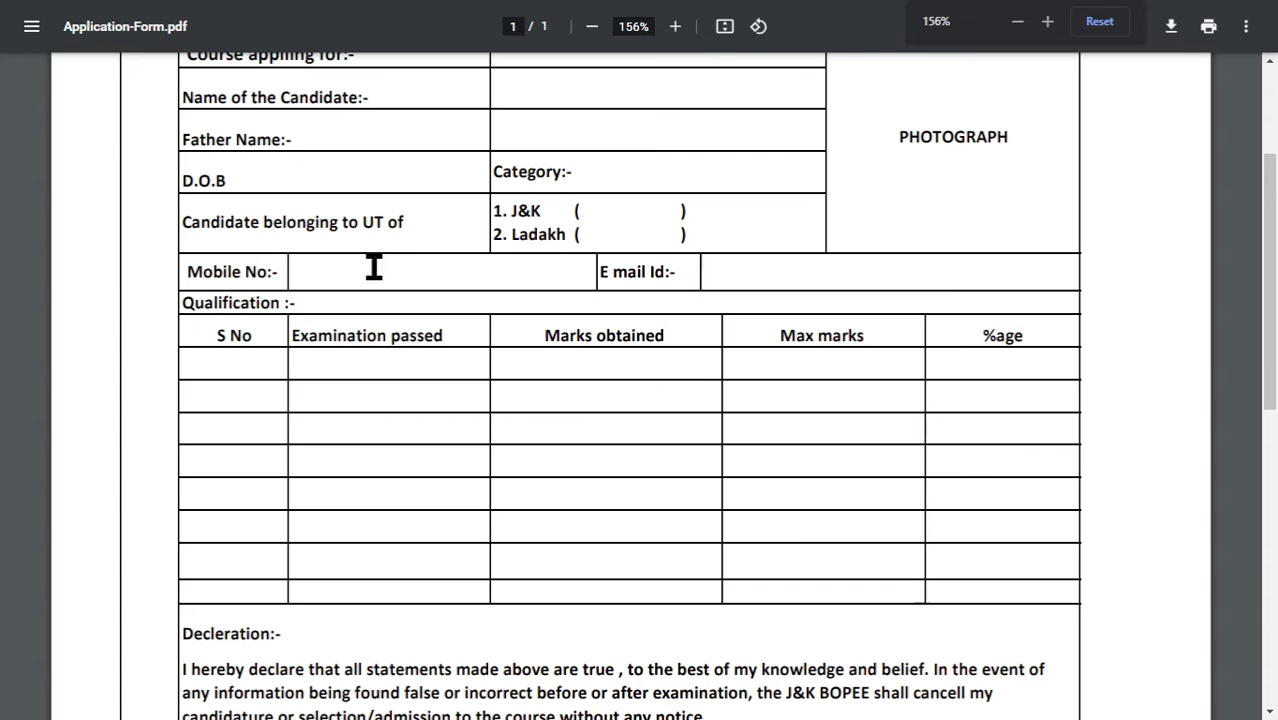 Application-Form.pdf
1 / 1
156%
156%
Reset
Course appliing for:-
Name of the Candidate:-
Father Name:-
PHOTOGRAPH
D.O.B
Category:-
Candidate belonging to UT of
1. J&K ( )
2. Ladakh ( )
Mobile No:-
E mail Id:-
Qualification :-
S No Examination passed Marks obtained Max marks %age
Decleration:-
I hereby declare that all statements made above are true , to the best of my knowledge and belief. In the event of
any information being found false or incorrect before or after examination, the J&K BOPEE shall cancell my
candidature or selection/admission to the course without any notice